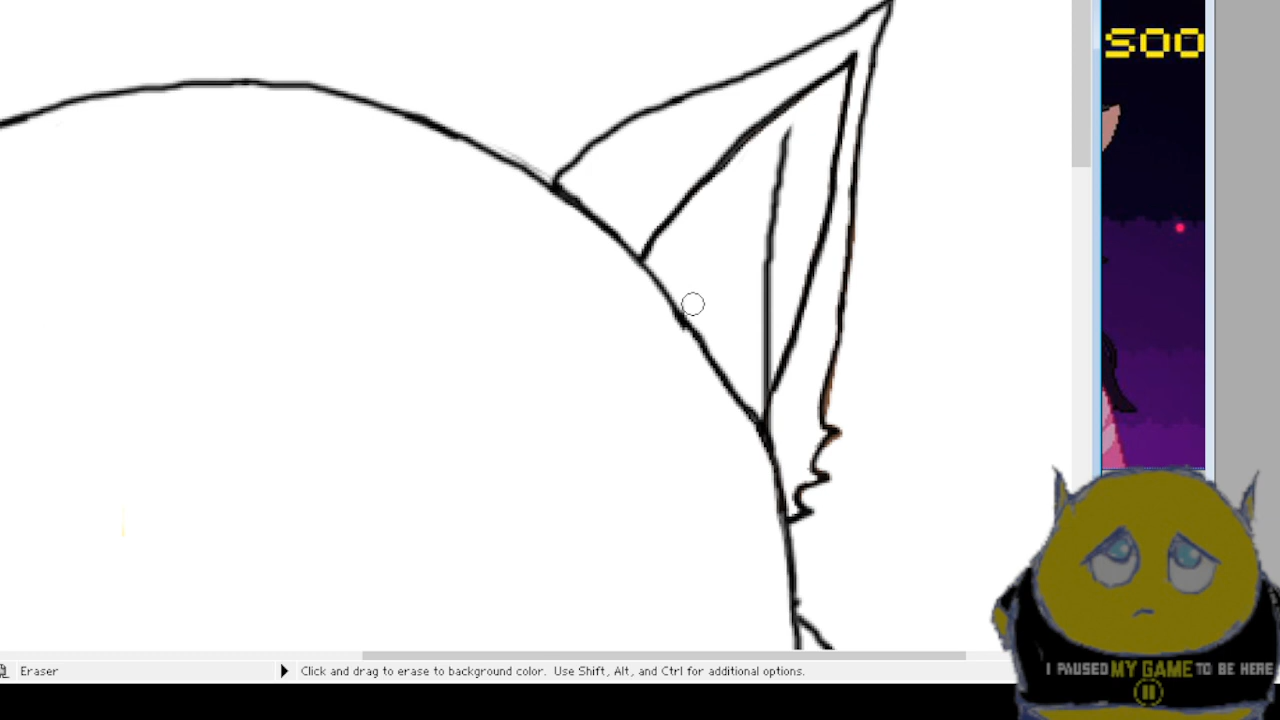 SOO
Eraser
Click and drag to erase to background color. Use Shift, Alt, and Ctrl for additional options.
I PAUSED MY GAME TO BE HERE